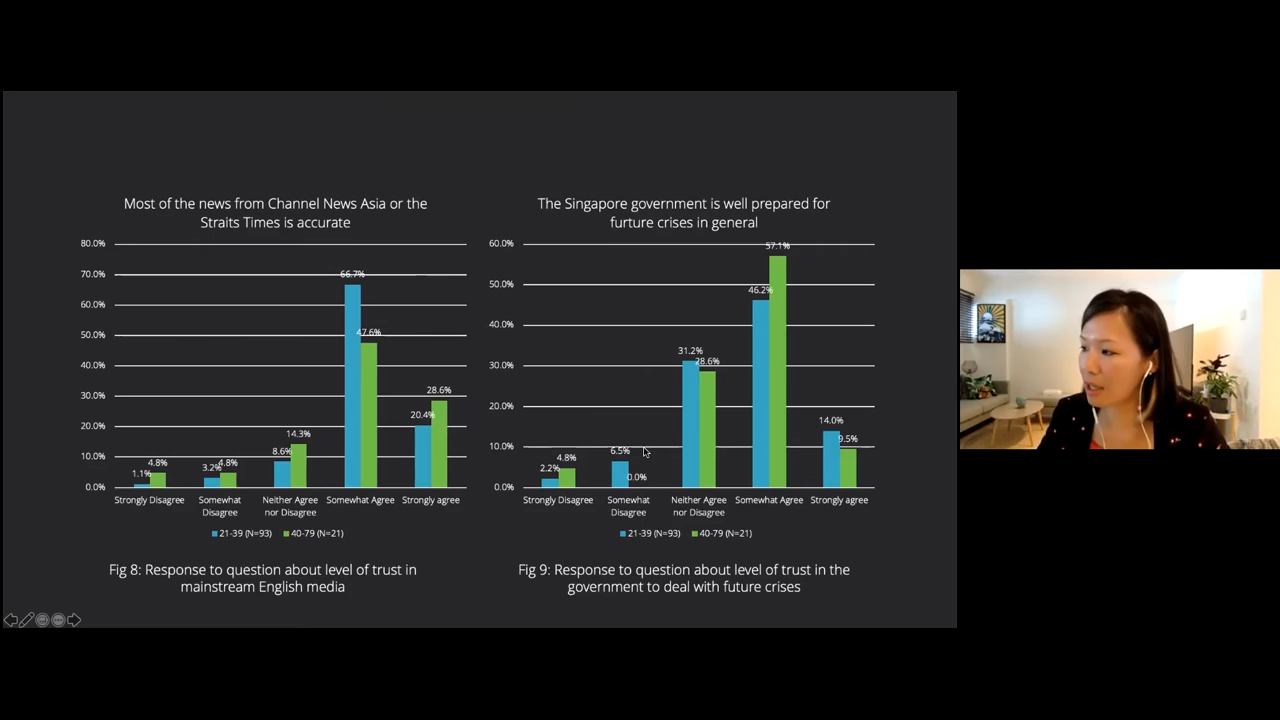 Most of the news from Channel News Asia or the
Straits Times is accurate
80.0%
70.0%
60.0%
50.0%
40.0%
30.0%
20.0%
10.0%
0.0%
1.1%
4.8%
3.2%
4.8%
8.6%
14.3%
66.7%
47.6%
20.4%
28.6%
Strongly Disagree
Somewhat
Disagree
Neither Agree
nor Disagree
Somewhat Agree
Strongly agree
21-39 (N=93)
40-79 (N=21)
Fig 8: Response to question about level of trust in
mainstream English media
The Singapore government is well prepared for
furture crises in general
60.0%
50.0%
40.0%
30.0%
20.0%
10.0%
0.0%
2.2%
4.8%
6.5%
0.0%
31.2%
28.6%
46.2%
57.1%
14.0%
9.5%
Strongly Disagree
Somewhat
Disagree
Neither Agree
nor Disagree
Somewhat Agree
Strongly agree
21-39 (N=93)
40-79 (N=21)
Fig 9: Response to question about level of trust in the
government to deal with future crises